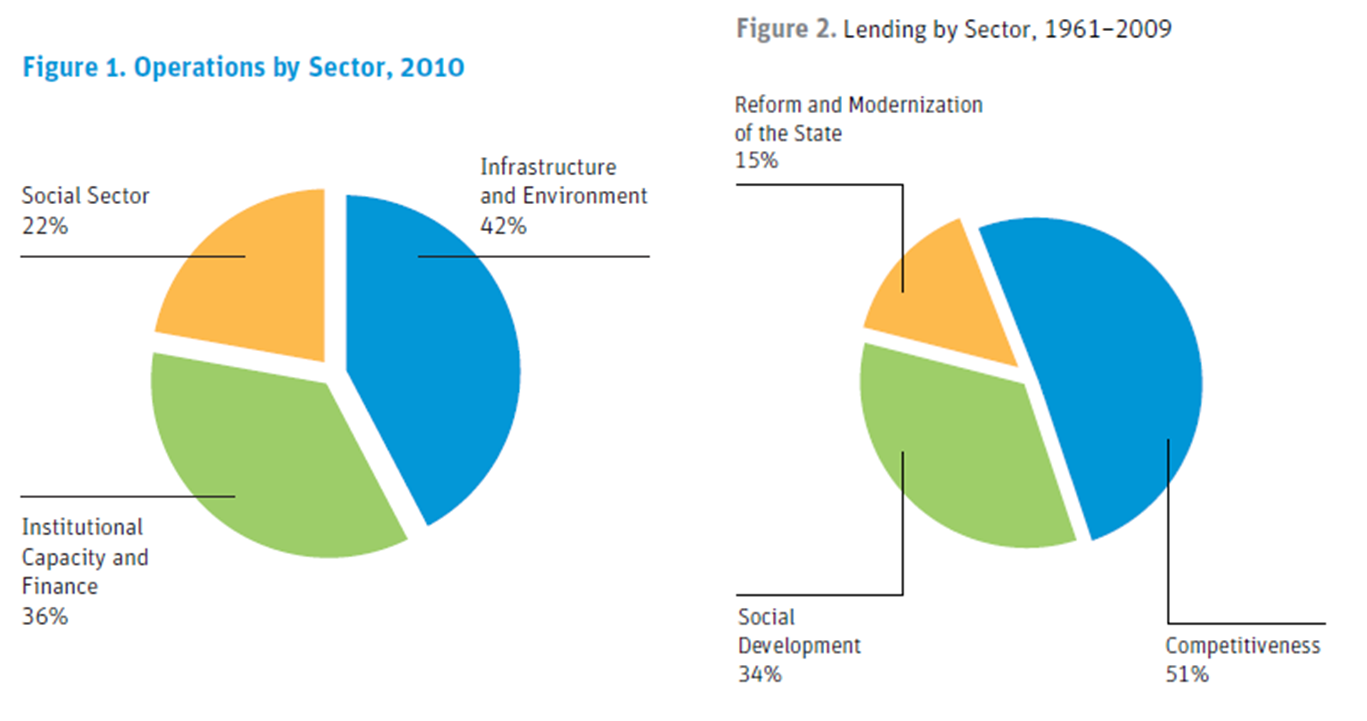 Figure 1. Operations by Sector, 2010
Social Sector
22%
Infrastructure
and Environment
42%
Institutional
Capacity and
Finance
36%
Figure 2. Lending by Sector, 1961–2009
Reform and Modernization
of the State
15%
Social
Development
34%
Competitiveness
51%